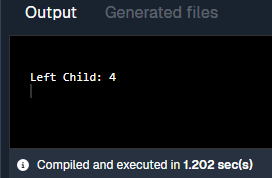 Output Generated files
Left Child: 4
Compiled and executed in 1.202 sec(s)